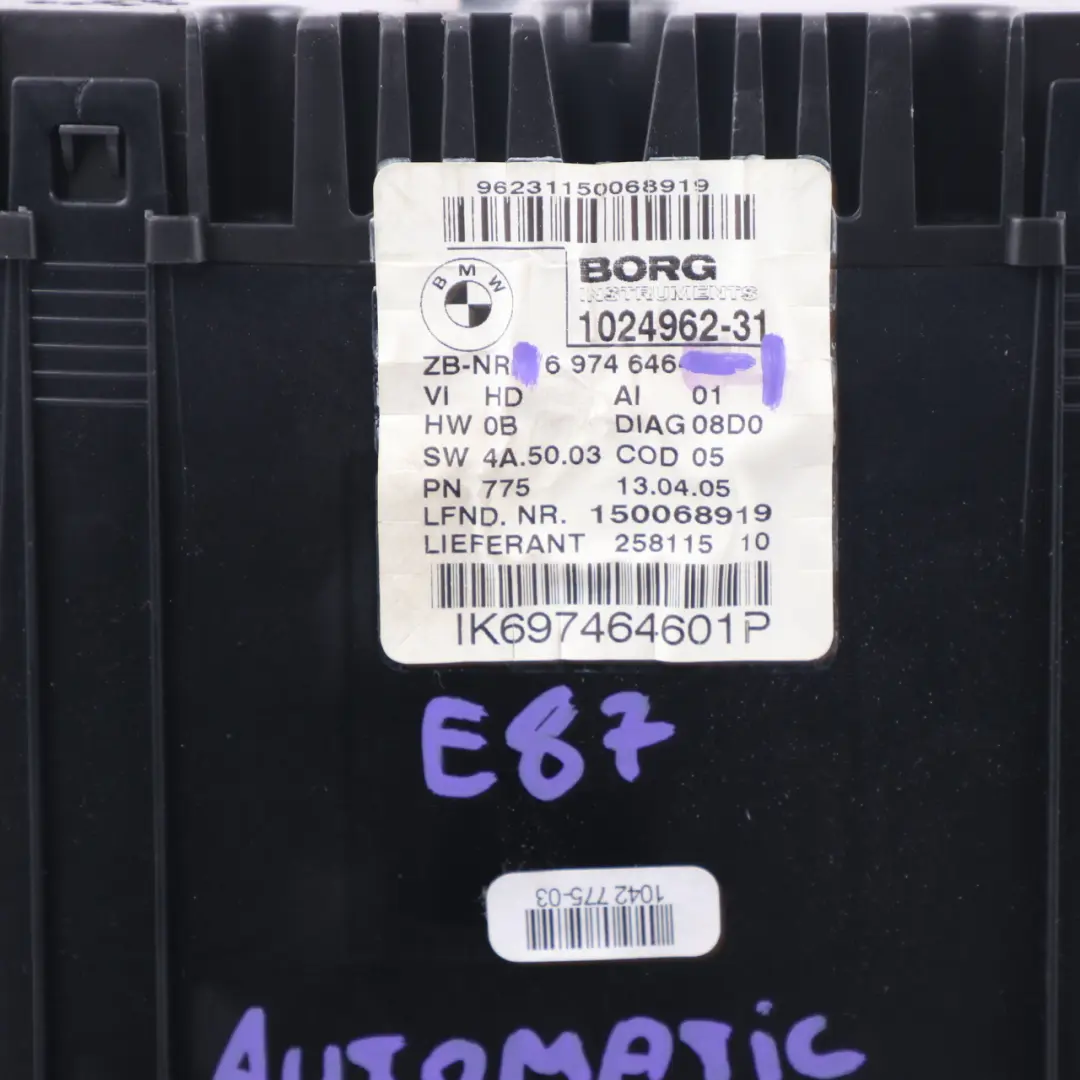 96231150068919
BMW
BORG
INSTRUMENTS
1024962-31
ZB-NR 6 974 646
VI HD AI 01
HW 0B DIAG 08D0
SW 4A.50.03 COD 05
PN 775 13.04.05
LFND. NR. 150068919
LIEFERANT 258115 10
IK697464601P
E87
1042 775-03
AUTOMATIC